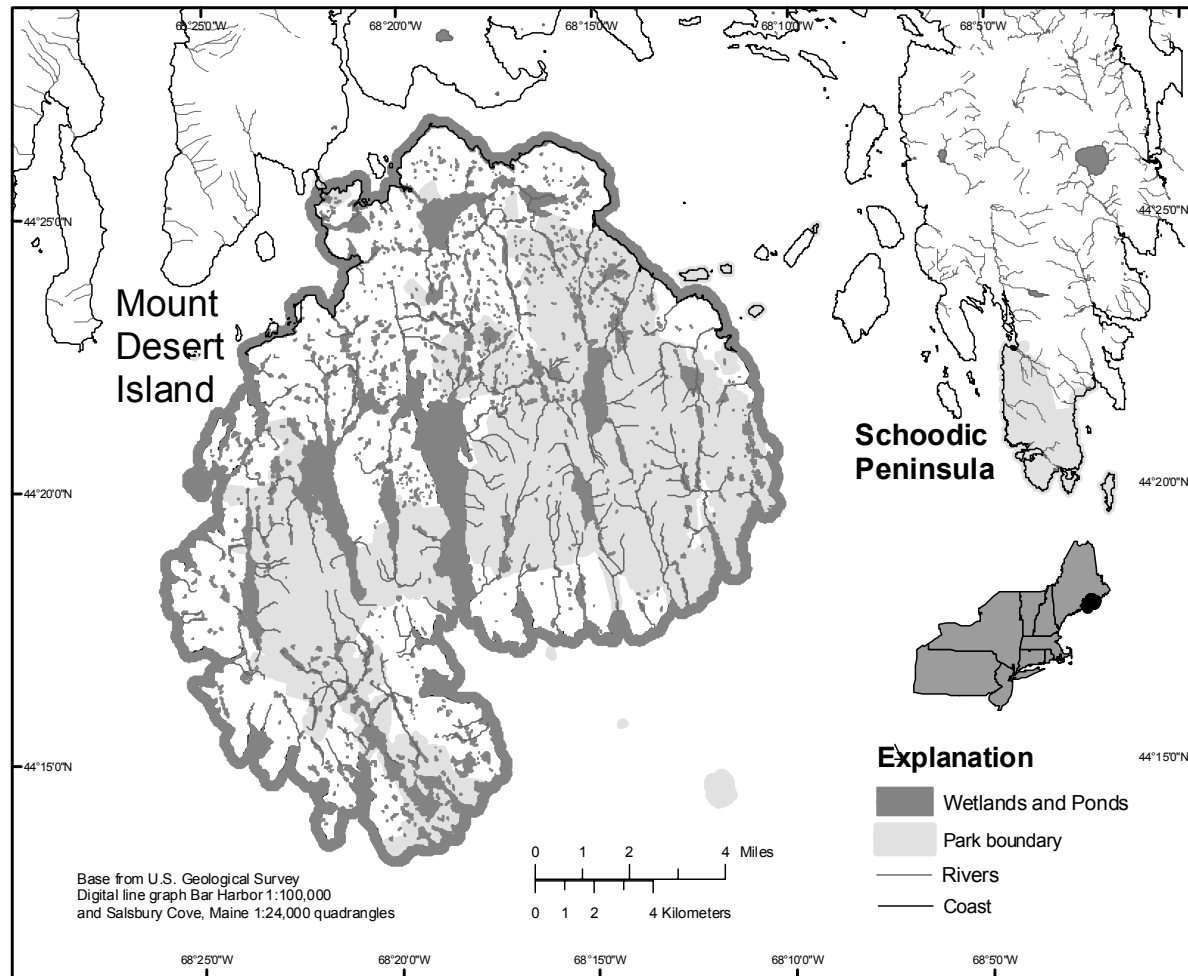 68°25'0"W 68°20'0"W 68°15'0"W 68°10'0"W 68°5'0"W
44°25'0"N 44°25'0"N
Mount
Desert
Island
Schoodic
Peninsula
44°20'0"N 44°20'0"N
44°15'0"N 44°15'0"N
Explanation
Wetlands and Ponds
Park boundary
Rivers
Coast
0 1 2 4 Miles
0 1 2 4 Kilometers
Base from U.S. Geological Survey
Digital line graph Bar Harbor 1:100,000
and Salsbury Cove, Maine 1:24,000 quadrangles
68°25'0"W 68°20'0"W 68°15'0"W 68°10'0"W 68°5'0"W